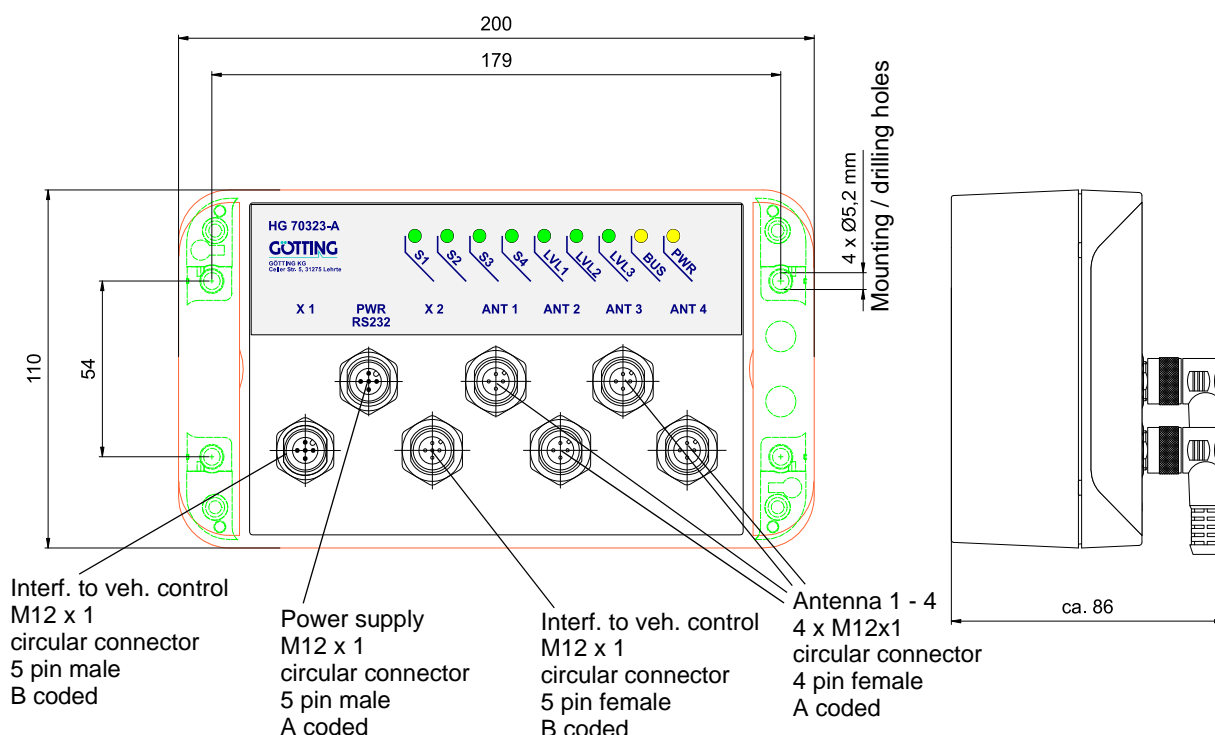 200
179
4 x Ø5,2 mm
Mounting / drilling holes
110
54
HG 70323-A
GÖTTING
GÖTTING KG
Celler Str. 5, 31275 Lehrte
S1
S2
S3
S4
LVL1
LVL2
LVL3
BUS
PWR
X 1
PWR
RS232
X 2
ANT 1
ANT 2
ANT 3
ANT 4
Interf. to veh. control
M12 x 1
circular connector
5 pin male
B coded
Power supply
M12 x 1
circular connector
5 pin male
A coded
Interf. to veh. control
M12 x 1
circular connector
5 pin female
B coded
Antenna 1 - 4
4 x M12x1
circular connector
4 pin female
A coded
ca. 86